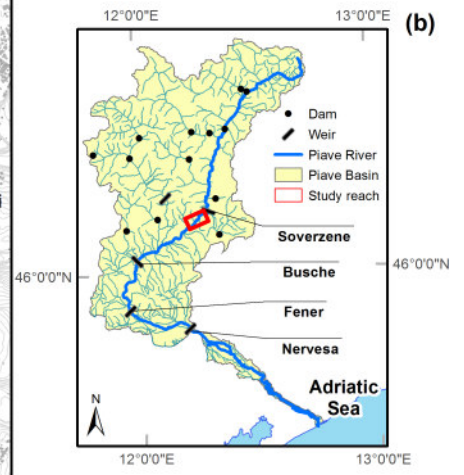 (b)
12°0'0"E
13°0'0"E
Dam
Weir
Piave River
Piave Basin
Study reach
Soverzene
46°0'0"N
46°0'0"N
Busche
Fener
Nervesa
Adriatic
Sea
N
12°0'0"E
13°0'0"E